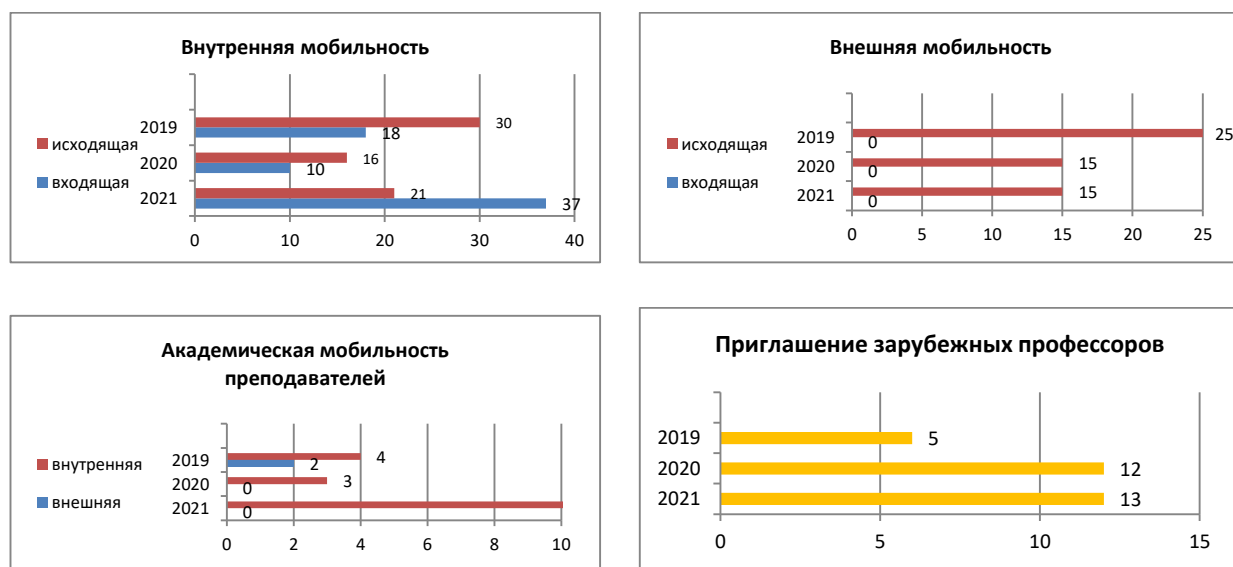 Внутренняя мобильность
исходящая
входящая
2019
30
18
2020
16
10
2021
21
37
0 10 20 30 40
Внешняя мобильность
исходящая
входящая
2019
25
0
2020
15
0
2021
15
0
0 5 10 15 20 25
Академическая мобильность
преподавателей
внутренняя
внешняя
2019
4
2
2020
3
0
2021
0
0 2 4 6 8 10
Приглашение зарубежных профессоров
2019
5
2020
12
2021
13
0 5 10 15